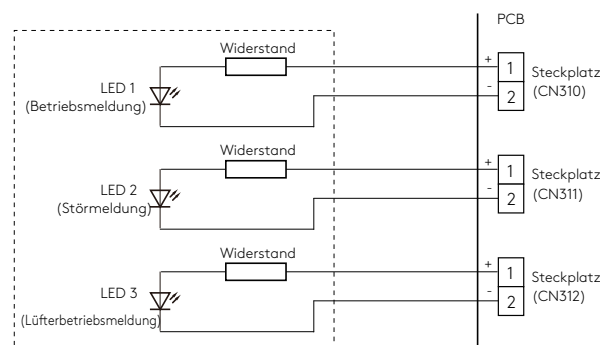 PCB
Widerstand
LED 1
(Betriebsmeldung)
+
1
-
2
Steckplatz
(CN310)
Widerstand
LED 2
(Störmeldung)
+
1
-
2
Steckplatz
(CN311)
Widerstand
LED 3
(Lüfterbetriebsmeldung)
+
1
-
2
Steckplatz
(CN312)